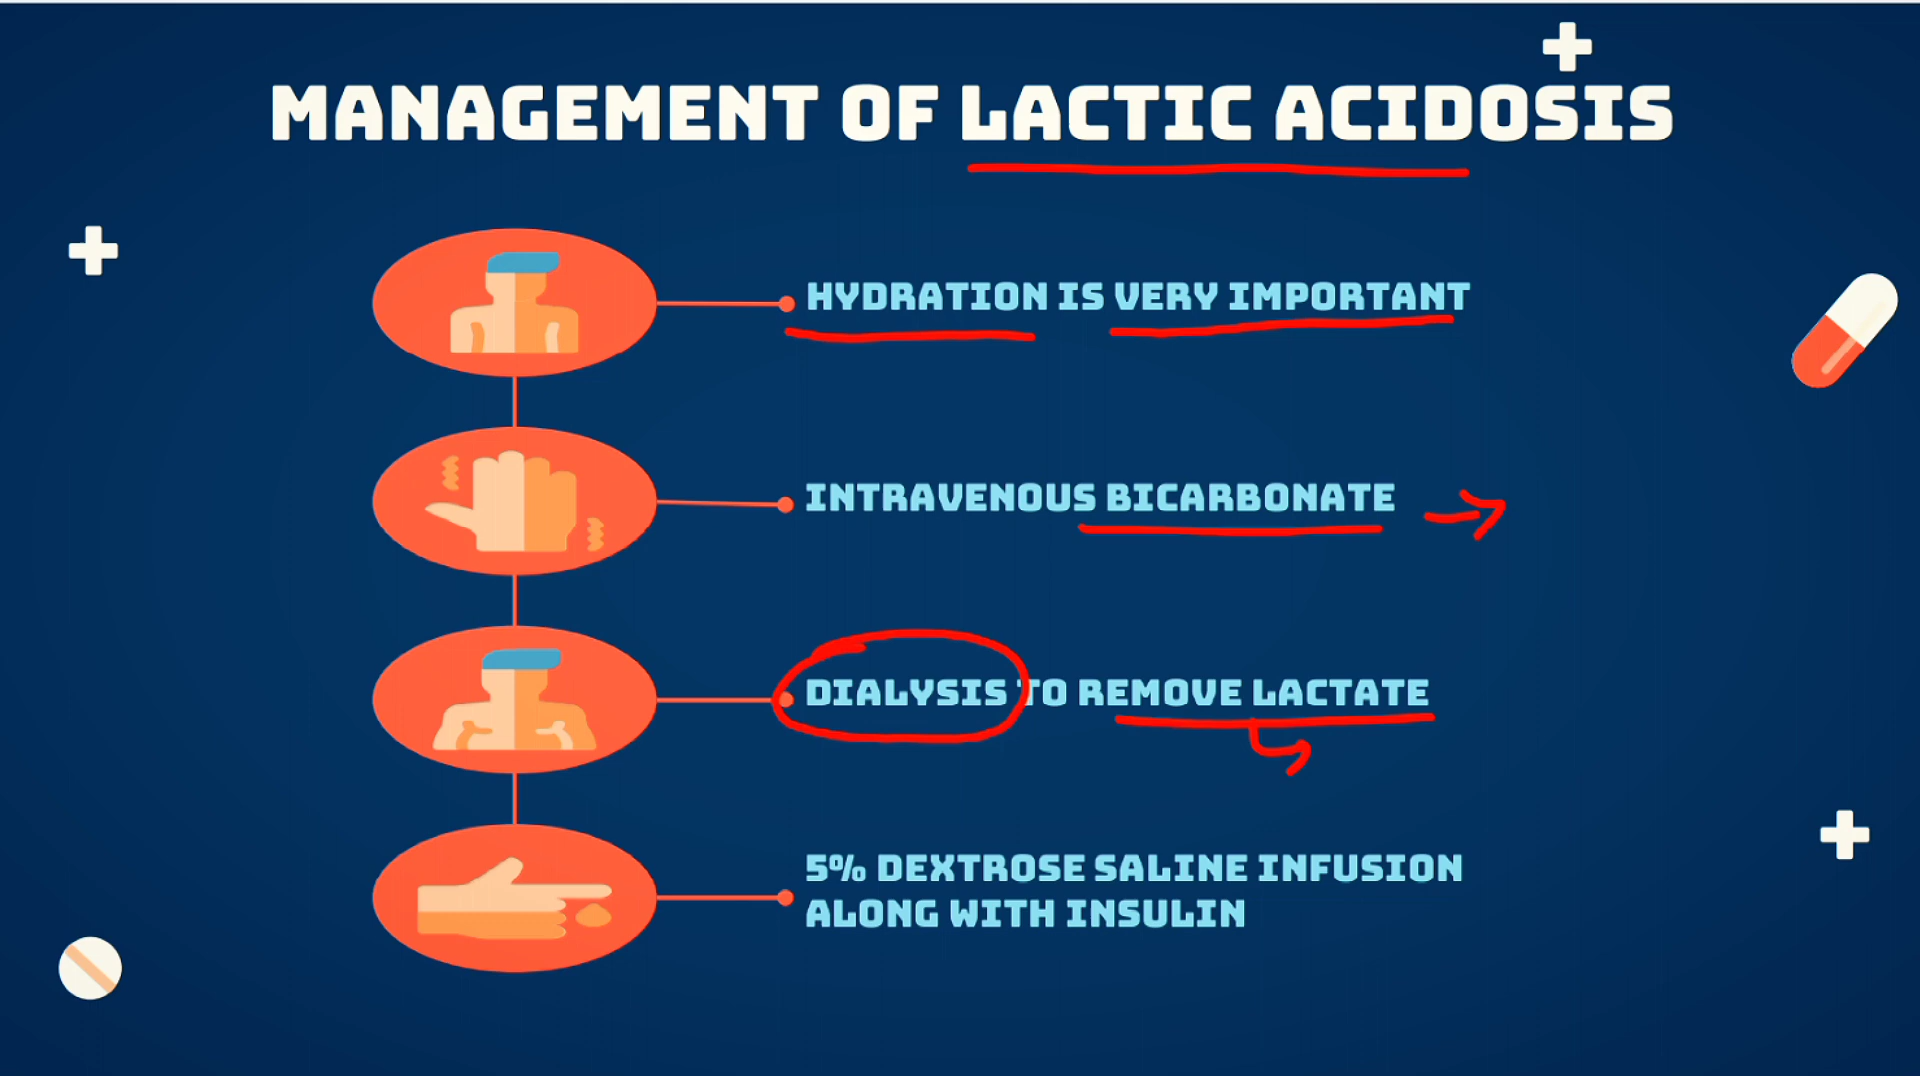 MANAGEMENT OF LACTIC ACIDOSIS
HYDRATION IS VERY IMPORTANT
INTRAVENOUS BICARBONATE
DIALYSIS TO REMOVE LACTATE
5% DEXTROSE SALINE INFUSION
ALONG WITH INSULIN